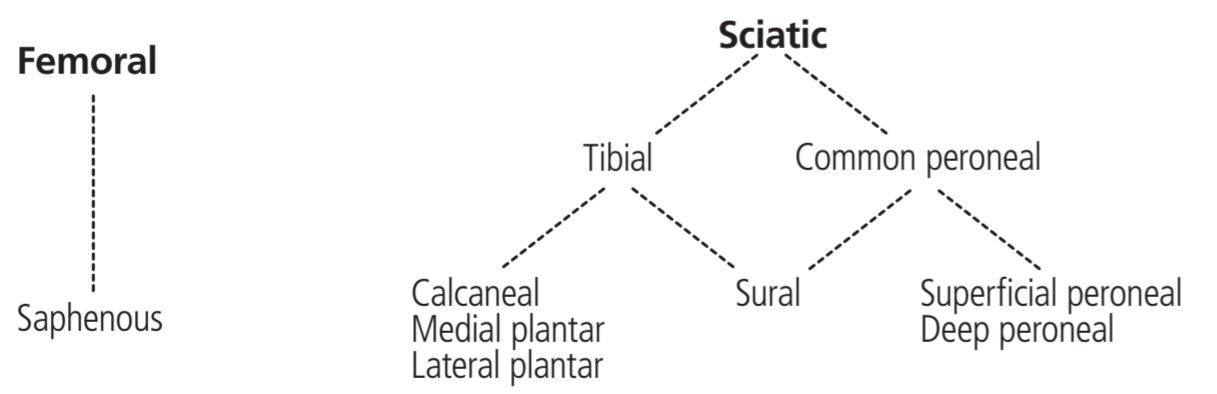 Femoral
Sciatic
Tibial
Common peroneal
Saphenous
Calcaneal
Medial plantar
Lateral plantar
Sural
Superficial peroneal
Deep peroneal